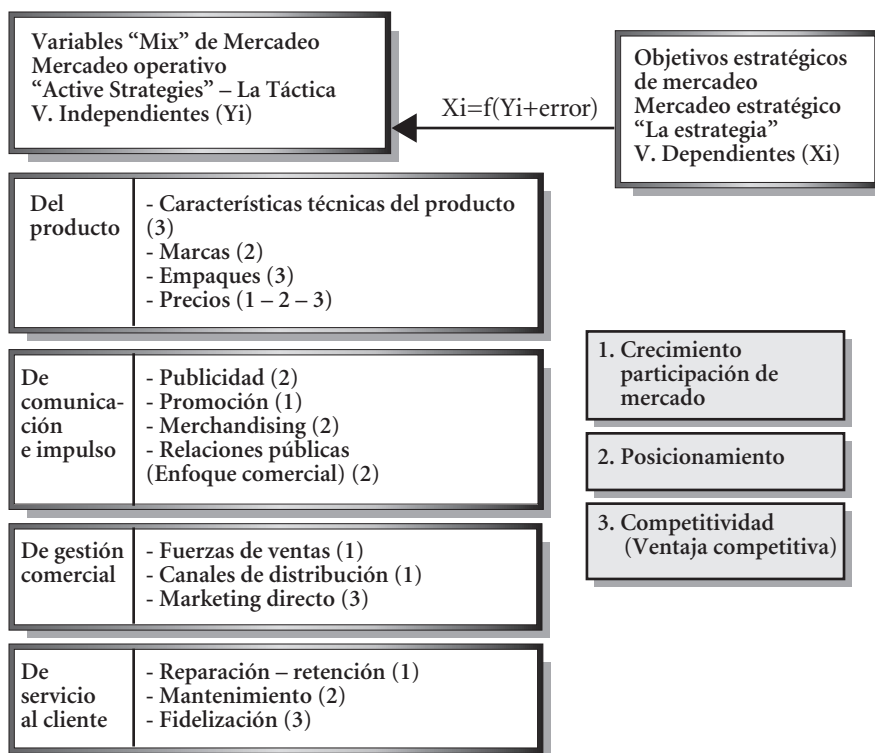 Variables “Mix” de Mercadeo
Mercadeo operativo
“Active Strategies” – La Táctica
V. Independientes (Yi)
Xi=f(Yi+error)
Objetivos estratégicos
de mercadeo
Mercadeo estratégico
“La estrategia”
V. Dependientes (Xi)
Del
producto
- Características técnicas del producto
(3)
- Marcas (2)
- Empaques (3)
- Precios (1 – 2 – 3)
De
comunica-
ción
e impulso
- Publicidad (2)
- Promoción (1)
- Merchandising (2)
- Relaciones públicas
(Enfoque comercial) (2)
De gestión
comercial
- Fuerzas de ventas (1)
- Canales de distribución (1)
- Marketing directo (3)
De
servicio
al cliente
- Reparación – retención (1)
- Mantenimiento (2)
- Fidelización (3)
1. Crecimiento
participación de
mercado
2. Posicionamiento
3. Competitividad
(Ventaja competitiva)